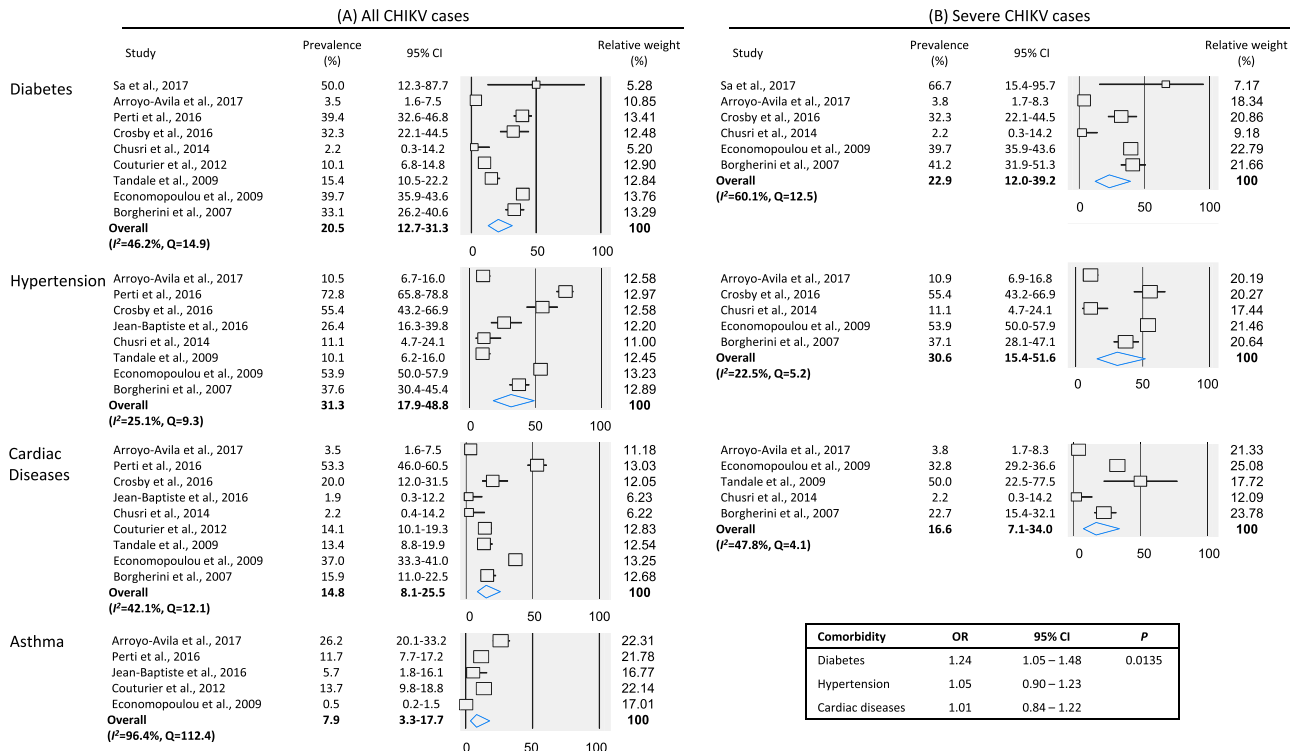 (A) All CHIKV cases
Study Prevalence (%) 95% CI Relative weight (%)
Diabetes
Sa et al., 2017 50.0 12.3-87.7 5.28
Arroyo-Avila et al., 2017 3.5 1.6-7.5 10.85
Perti et al., 2016 39.4 32.6-46.8 13.41
Crosby et al., 2016 32.3 22.1-44.5 12.48
Chusri et al., 2014 2.2 0.3-14.2 5.20
Couturier et al., 2012 10.1 6.8-14.8 12.90
Tandale et al., 2009 15.4 10.5-22.2 12.84
Economopoulou et al., 2009 39.7 35.9-43.6 13.76
Borgherini et al., 2007 33.1 26.2-40.6 13.29
Overall 20.5 12.7-31.3 100
(I²=46.2%, Q=14.9)
0 50 100
Hypertension
Arroyo-Avila et al., 2017 10.5 6.7-16.0 12.58
Perti et al., 2016 72.8 65.8-78.8 12.97
Crosby et al., 2016 55.4 43.2-66.9 12.58
Jean-Baptiste et al., 2016 26.4 16.3-39.8 12.20
Chusri et al., 2014 11.1 4.7-24.1 11.00
Tandale et al., 2009 10.1 6.2-16.0 12.45
Economopoulou et al., 2009 53.9 50.0-57.9 13.23
Borgherini et al., 2007 37.6 30.4-45.4 12.89
Overall 31.3 17.9-48.8 100
(I²=25.1%, Q=9.3)
0 50 100
Cardiac
Diseases
Arroyo-Avila et al., 2017 3.5 1.6-7.5 11.18
Perti et al., 2016 53.3 46.0-60.5 13.03
Crosby et al., 2016 20.0 12.0-31.5 12.05
Jean-Baptiste et al., 2016 1.9 0.3-12.2 6.23
Chusri et al., 2014 2.2 0.4-14.2 6.22
Couturier et al., 2012 14.1 10.1-19.3 12.83
Tandale et al., 2009 13.4 8.8-19.9 12.54
Economopoulou et al., 2009 37.0 33.3-41.0 13.25
Borgherini et al., 2007 15.9 11.0-22.5 12.68
Overall 14.8 8.1-25.5 100
(I²=42.1%, Q=12.1)
0 50 100
Asthma
Arroyo-Avila et al., 2017 26.2 20.1-33.2 22.31
Perti et al., 2016 11.7 7.7-17.2 21.78
Jean-Baptiste et al., 2016 5.7 1.8-16.1 16.77
Couturier et al., 2012 13.7 9.8-18.8 22.14
Economopoulou et al., 2009 0.5 0.2-1.5 17.01
Overall 7.9 3.3-17.7 100
(I²=96.4%, Q=112.4)
0 50 100
(B) Severe CHIKV cases
Study Prevalence (%) 95% CI Relative weight (%)
Sa et al., 2017 66.7 15.4-95.7 7.17
Arroyo-Avila et al., 2017 3.8 1.7-8.3 18.34
Crosby et al., 2016 32.3 22.1-44.5 20.86
Chusri et al., 2014 2.2 0.3-14.2 9.18
Economopoulou et al., 2009 39.7 35.9-43.6 22.79
Borgherini et al., 2007 41.2 31.9-51.3 21.66
Overall 22.9 12.0-39.2 100
(I²=60.1%, Q=12.5)
0 50 100
Arroyo-Avila et al., 2017 10.9 6.9-16.8 20.19
Crosby et al., 2016 55.4 43.2-66.9 20.27
Chusri et al., 2014 11.1 4.7-24.1 17.44
Economopoulou et al., 2009 53.9 50.0-57.9 21.46
Borgherini et al., 2007 37.1 28.1-47.1 20.64
Overall 30.6 15.4-51.6 100
(I²=22.5%, Q=5.2)
0 50 100
Arroyo-Avila et al., 2017 3.8 1.7-8.3 21.33
Economopoulou et al., 2009 32.8 29.2-36.6 25.08
Tandale et al., 2009 50.0 22.5-77.5 17.72
Chusri et al., 2014 2.2 0.3-14.2 12.09
Borgherini et al., 2007 22.7 15.4-32.1 23.78
Overall 16.6 7.1-34.0 100
(I²=47.8%, Q=4.1)
0 50 100
Comorbidity OR 95% CI P
Diabetes 1.24 1.05 – 1.48 0.0135
Hypertension 1.05 0.90 – 1.23
Cardiac diseases 1.01 0.84 – 1.22